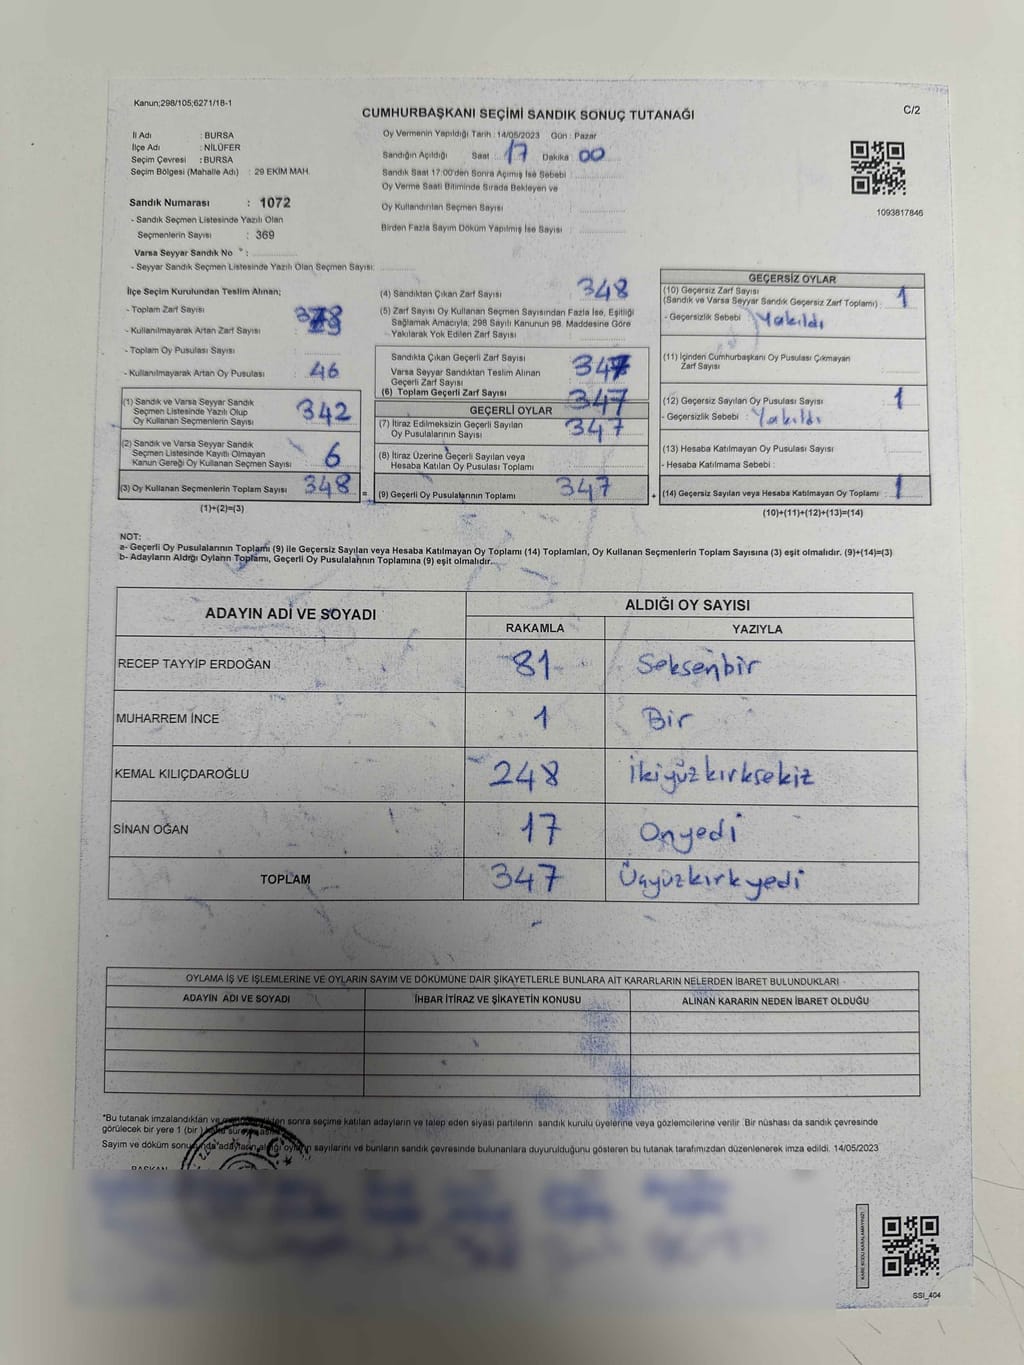 Kanun;298/105;6271/18-1
C/2
CUMHURBAŞKANI SEÇİMİ SANDIK SONUÇ TUTANAĞI
İl Adı : BURSA
İlçe Adı : NİLÜFER
Seçim Çevresi : BURSA
Seçim Bölgesi (Mahalle Adı) : 29 EKİM MAH.
Oy Vermenin Yapıldığı Tarih : 14/05/2023 Gün : Pazar
Sandığın Açıldığı Saat : 17 Dakika : 00
Sandık Saat 17:00'den Sonra Açımış İse Sebebi :
Oy Verme Saati Bitiminde Sırada Bekleyen ve
Oy Kullandırılan Seçmen Sayısı :
Birden Fazla Sayım Döküm Yapılmış İse Sayısı :
1093817846
Sandık Numarası : 1072
- Sandık Seçmen Listesinde Yazılı Olan
Seçmenlerin Sayısı : 369
Varsa Seyyar Sandık No * :
- Seyyar Sandık Seçmen Listesinde Yazılı Olan Seçmen Sayısı:
İlçe Seçim Kurulundan Teslim Alınan;
- Toplam Zarf Sayısı :
- Kullanılmayarak Artan Zarf Sayısı :
- Toplam Oy Pusulası Sayısı :
- Kullanılmayarak Artan Oy Pusulası : 46
(1) Sandık ve Varsa Seyyar Sandık
Seçmen Listesinde Yazılı Olup
Oy Kullanan Seçmenlerin Sayısı : 342
(2) Sandık ve Varsa Seyyar Sandık
Seçmen Listesinde Kayıtlı Olmayan
Kanun Gereği Oy Kullanan Seçmen Sayısı : 6
(3) Oy Kullanan Seçmenlerin Toplam Sayısı : 348
(1)+(2)=(3)
(4) Sandıktan Çıkan Zarf Sayısı : 348
(5) Zarf Sayısı Oy Kullanan Seçmen Sayısından Fazla İse, Eşitliği
Sağlamak Amacıyla, 298 Sayılı Kanunun 98. Maddesine Göre
Yakılarak Yok Edilen Zarf Sayısı :
Sandıkta Çıkan Geçerli Zarf Sayısı : 347
Varsa Seyyar Sandıktan Teslim Alınan
Geçerli Zarf Sayısı :
(6) Toplam Geçerli Zarf Sayısı : 347
GEÇERLİ OYLAR
(7) İtiraz Edilmeksizin Geçerli Sayılan
Oy Pusulalarının Sayısı : 347
(8) İtiraz Üzerine Geçerli Sayılan veya
Hesaba Katılan Oy Pusulası Toplamı :
= (9) Geçerli Oy Pusulalarının Toplamı : 347
GEÇERSİZ OYLAR
(10) Geçersiz Zarf Sayısı
(Sandık ve Varsa Seyyar Sandık Geçersiz Zarf Toplamı) : 1
- Geçersizlik Sebebi : Yakıldı
(11) İçinden Cumhurbaşkanı Oy Pusulası Çıkmayan
Zarf Sayısı :
(12) Geçersiz Sayılan Oy Pusulası Sayısı : 1
- Geçersizlik Sebebi : Yakıldı
(13) Hesaba Katılmayan Oy Pusulası Sayısı :
- Hesaba Katılmama Sebebi :
+ (14) Geçersiz Sayılan veya Hesaba Katılmayan Oy Toplamı : 1
(10)+(11)+(12)+(13)=(14)
NOT:
a- Geçerli Oy Pusulalarının Toplamı (9) ile Geçersiz Sayılan veya Hesaba Katılmayan Oy Toplamı (14) Toplamları, Oy Kullanan Seçmenlerin Toplam Sayısına (3) eşit olmalıdır. (9)+(14)=(3)
b- Adayların Aldığı Oyların Toplamı, Geçerli Oy Pusulalarının Toplamına (9) eşit olmalıdır.
ADAYIN ADI VE SOYADI ALDIĞI OY SAYISI
RAKAMLA YAZIYLA
RECEP TAYYİP ERDOĞAN 81 Seksenbir
MUHARREM İNCE 1 Bir
KEMAL KILIÇDAROĞLU 248 İkiyüzkırksekiz
SİNAN OĞAN 17 Onyedi
TOPLAM 347 Üçyüzkırkyedi
OYLAMA İŞ VE İŞLEMLERİNE VE OYLARIN SAYIM VE DÖKÜMÜNE DAİR ŞİKAYETLERLE BUNLARA AİT KARARLARIN NELERDEN İBARET BULUNDUKLARI
ADAYIN ADI VE SOYADI İHBAR İTİRAZ VE ŞİKAYETİN KONUSU ALINAN KARARIN NEDEN İBARET OLDUĞU
*Bu tutanak imzalandıktan ve sonra seçime katılan adayların ve talep eden siyasi partilerin sandık kurulu üyelerine veya gözlemcilerine verilir. Bir nüshası da sandık çevresinde
görülecek bir yere 1 (bir)
Sayım ve döküm adayların aldığı oyların sayılarını ve bunların sandık çevresinde bulunanlara duyurulduğunu gösteren bu tutanak tarafımızdan düzenlenerek imza edildi. 14/05/2023
KARE KODU KARALAMAYINIZ!
SSİ_404